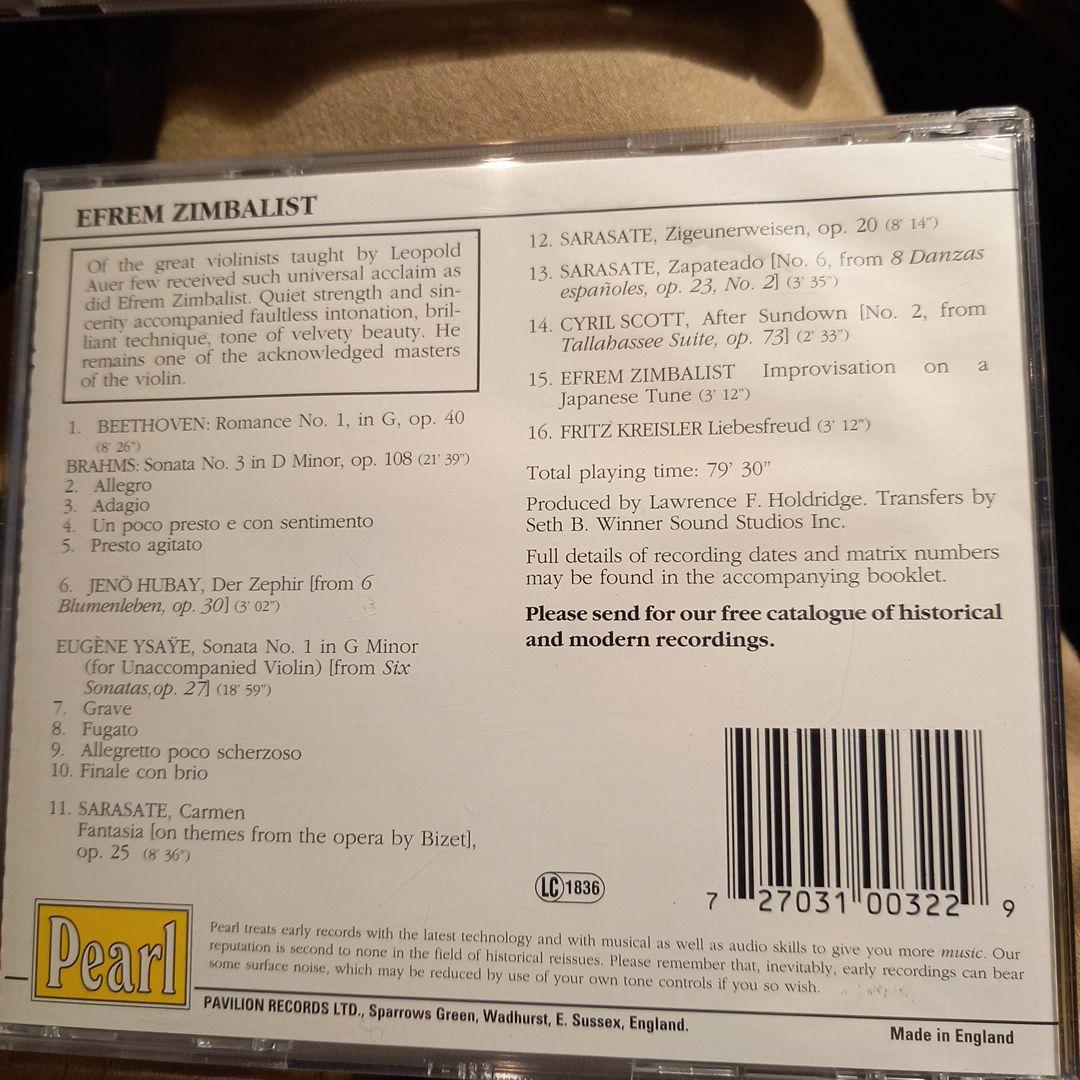 EFREM ZIMBALIST
Of the great violinists taught by Leopold
Auer few received such universal acclaim as
did Efrem Zimbalist. Quiet strength and sin-
cerity accompanied faultless intonation, bril-
liant technique, tone of velvety beauty. He
remains one of the acknowledged masters
of the violin.
1. BEETHOVEN: Romance No. 1, in G, op. 40
(8' 26")
BRAHMS: Sonata No. 3 in D Minor, op. 108 (21' 39")
2. Allegro
3. Adagio
4. Un poco presto e con sentimento
5. Presto agitato
6. JENÖ HUBAY, Der Zephir [from 6
Blumenleben, op. 30] (3' 02")
EUGÈNE YSAŸE, Sonata No. 1 in G Minor
(for Unaccompanied Violin) [from Six
Sonatas,op. 27] (18' 59")
7. Grave
8. Fugato
9. Allegretto poco scherzoso
10. Finale con brio
11. SARASATE, Carmen
Fantasia [on themes from the opera by Bizet],
op. 25 (8' 36")
12. SARASATE, Zigeunerweisen, op. 20 (8' 14")
13. SARASATE, Zapateado [No. 6, from 8 Danzas
españoles, op. 23, No. 2] (3' 35")
14. CYRIL SCOTT, After Sundown [No. 2, from
Tallahassee Suite, op. 73] (2' 33")
15. EFREM ZIMBALIST Improvisation on a
Japanese Tune (3' 12")
16. FRITZ KREISLER Liebesfreud (3' 12")
Total playing time: 79' 30"
Produced by Lawrence F. Holdridge. Transfers by
Seth B. Winner Sound Studios Inc.
Full details of recording dates and matrix numbers
may be found in the accompanying booklet.
Please send for our free catalogue of historical
and modern recordings.
LC 1836
7 27031 00322 9
Pearl
Pearl treats early records with the latest technology and with musical as well as audio skills to give you more music. Our
reputation is second to none in the field of historical reissues. Please remember that, inevitably, early recordings can bear
some surface noise, which may be reduced by use of your own tone controls if you so wish.
PAVILION RECORDS LTD., Sparrows Green, Wadhurst, E. Sussex, England.
Made in England